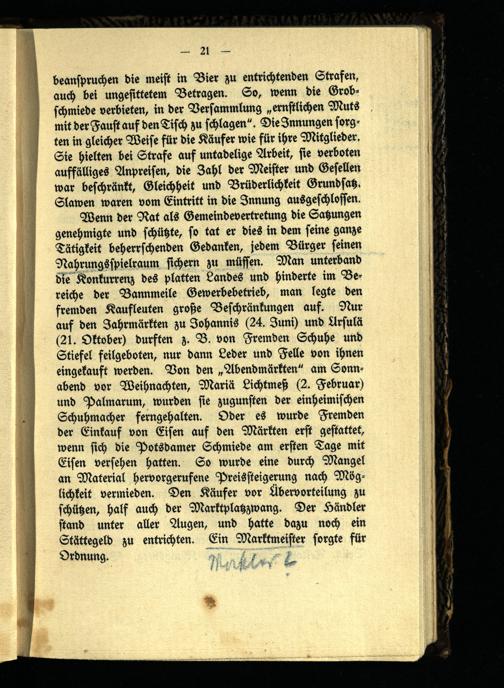 — 21 —
beanspruchen die meist in Bier zu entrichtenden Strafen,
auch bei ungesittetem Betragen. So, wenn die Grob-
schmiede verbieten, in der Versammlung „ernstlichen Muts
mit der Faust auf den Tisch zu schlagen“. Die Innungen sorg-
ten in gleicher Weise für die Käufer wie für ihre Mitglieder.
Sie hielten bei Strafe auf untadelige Arbeit, sie verboten
auffälliges Anpreisen, die Zahl der Meister und Gesellen
war beschränkt, Gleichheit und Brüderlichkeit Grundsatz.
Slawen waren vom Eintritt in die Innung ausgeschlossen.
Wenn der Rat als Gemeindevertretung die Satzungen
genehmigte und schützte, so tat er dies in dem seine ganze
Tätigkeit beherrschenden Gedanken, jedem Bürger seinen
Nahrungsspielraum sichern zu müssen. Man unterband
die Konkurrenz des platten Landes und hinderte im Be-
reiche der Bannmeile Gewerbebetrieb, man legte den
fremden Kaufleuten große Beschränkungen auf. Nur
auf den Jahrmärkten zu Johannis (24. Juni) und Ursulä
(21. Oktober) durften z. B. von Fremden Schuhe und
Stiefel feilgeboten, nur dann Leder und Felle von ihnen
eingekauft werden. Von den „Abendmärkten“ am Sonn-
abend vor Weihnachten, Mariä Lichtmeß (2. Februar)
und Palmarum, wurden sie zugunsten der einheimischen
Schuhmacher ferngehalten. Oder es wurde Fremden
der Einkauf von Eisen auf den Märkten erst gestattet,
wenn sich die Potsdamer Schmiede am ersten Tage mit
Eisen versehen hatten. So wurde eine durch Mangel
an Material hervorgerufene Preissteigerung nach Mög-
lichkeit vermieden. Den Käufer vor Übervorteilung zu
schützen, half auch der Marktplatzwang. Der Händler
stand unter aller Augen, und hatte dazu noch ein
Stättegeld zu entrichten. Ein Marktmeister sorgte für
Ordnung.